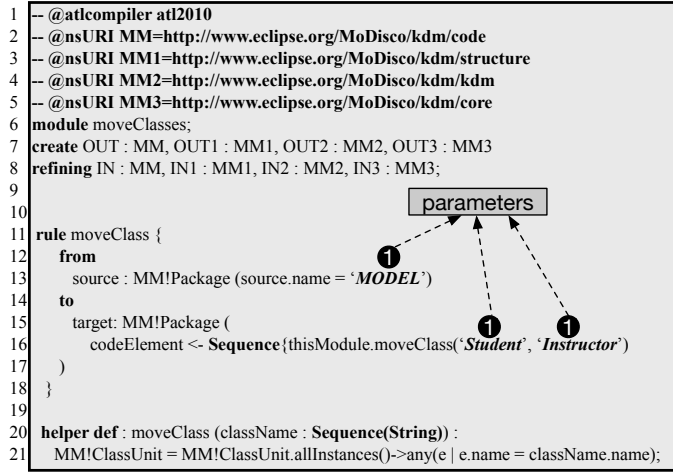 1 -- @atlcompiler atl2010
2 -- @nsURI MM=http://www.eclipse.org/MoDisco/kdm/code
3 -- @nsURI MM1=http://www.eclipse.org/MoDisco/kdm/structure
4 -- @nsURI MM2=http://www.eclipse.org/MoDisco/kdm/kdm
5 -- @nsURI MM3=http://www.eclipse.org/MoDisco/kdm/core
6 module moveClasses;
7 create OUT : MM, OUT1 : MM1, OUT2 : MM2, OUT3 : MM3
8 refining IN : MM, IN1 : MM1, IN2 : MM2, IN3 : MM3;
9
parameters
10
11 rule moveClass {
12 from
1
13 source : MM!Package (source.name = ‘MODEL’)
14 to
15 target: MM!Package (
1 1
16 codeElement <- Sequence{thisModule.moveClass(‘Student’, ‘Instructor’)
17 )
18 }
19
20 helper def : moveClass (className : Sequence(String)) :
21 MM!ClassUnit = MM!ClassUnit.allInstances()->any(e | e.name = className.name);